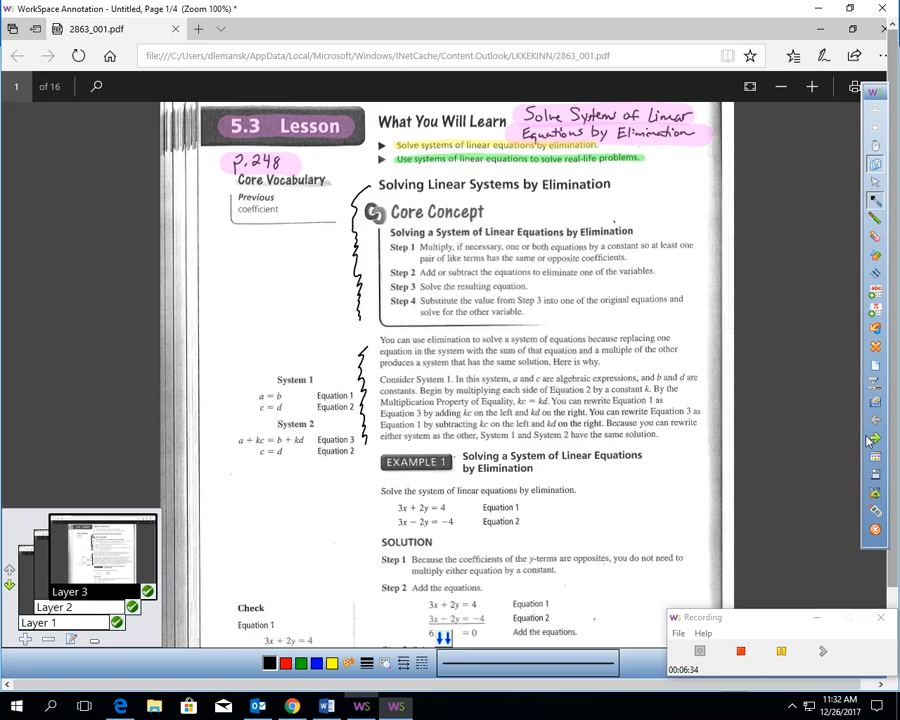 WorkSpace Annotation - Untitled, Page 1/4 (Zoom 100%) *
2863_001.pdf
file:///C:/Users/dlemansk/AppData/Local/Microsoft/Windows/INetCache/Content.Outlook/LKKEKINN/2863_001.pdf
1 of 16
5.3 Lesson
What You Will Learn
Solve Systems of Linear
Equations by Elimination
Solve systems of linear equations by elimination.
Use systems of linear equations to solve real-life problems.
p.248
Core Vocabulary
Previous
coefficient
Solving Linear Systems by Elimination
Core Concept
Solving a System of Linear Equations by Elimination
Step 1 Multiply, if necessary, one or both equations by a constant so at least one
pair of like terms has the same or opposite coefficients.
Step 2 Add or subtract the equations to eliminate one of the variables.
Step 3 Solve the resulting equation.
Step 4 Substitute the value from Step 3 into one of the original equations and
solve for the other variable.
You can use elimination to solve a system of equations because replacing one
equation in the system with the sum of that equation and a multiple of the other
produces a system that has the same solution. Here is why.
System 1
a = b Equation 1
c = d Equation 2
System 2
a + kc = b + kd Equation 3
c = d Equation 2
Consider System 1. In this system, a and c are algebraic expressions, and b and d are
constants. Begin by multiplying each side of Equation 2 by a constant k. By the
Multiplication Property of Equality, kc = kd. You can rewrite Equation 1 as
Equation 3 by adding kc on the left and kd on the right. You can rewrite Equation 3 as
Equation 1 by subtracting kc on the left and kd on the right. Because you can rewrite
either system as the other, System 1 and System 2 have the same solution.
EXAMPLE 1 Solving a System of Linear Equations
by Elimination
Solve the system of linear equations by elimination.
3x + 2y = 4 Equation 1
3x − 2y = −4 Equation 2
SOLUTION
Step 1 Because the coefficients of the y-terms are opposites, you do not need to
multiply either equation by a constant.
Step 2 Add the equations.
3x + 2y = 4 Equation 1
3x − 2y = −4 Equation 2
6 = 0 Add the equations.
Check
Equation 1
3x + 2y = 4
Layer 3
Layer 2
Layer 1
Recording
File Help
00:06:34
11:32 AM
12/26/2017